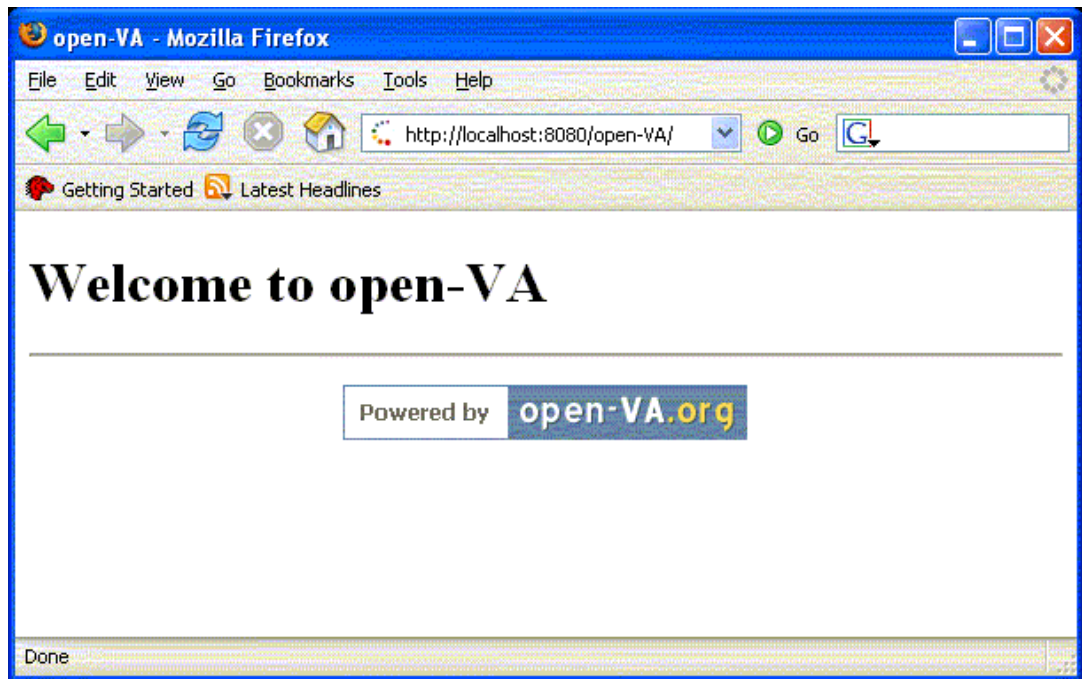 open-VA - Mozilla Firefox
File Edit View Go Bookmarks Tools Help
http://localhost:8080/open-VA/ Go G
Getting Started Latest Headlines
Welcome to open-VA
Powered by open-VA.org
Done